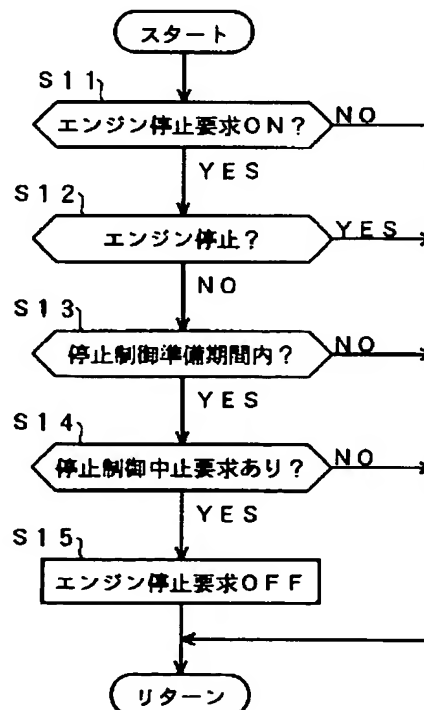 スタート
S11
エンジン停止要求ON?
NO
YES
S12
エンジン停止?
YES
NO
S13
停止制御準備期間内?
NO
YES
S14
停止制御中止要求あり?
NO
YES
S15
エンジン停止要求OFF
リターン